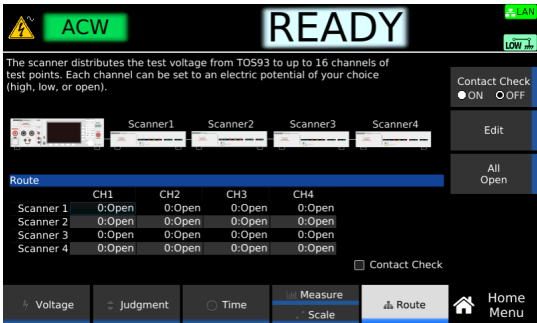 ACW
READY
LAN
LOW
The scanner distributes the test voltage from TOS93 to up to 16 channels of
test points. Each channel can be set to an electric potential of your choice
(high, low, or open).
Contact Check
ON OFF
Edit
All
Open
Scanner1 Scanner2 Scanner3 Scanner4
Route
CH1 CH2 CH3 CH4
Scanner 1 0:Open 0:Open 0:Open 0:Open
Scanner 2 0:Open 0:Open 0:Open 0:Open
Scanner 3 0:Open 0:Open 0:Open 0:Open
Scanner 4 0:Open 0:Open 0:Open 0:Open
Contact Check
Voltage
Judgment
Time
Measure
Scale
Route
Home
Menu